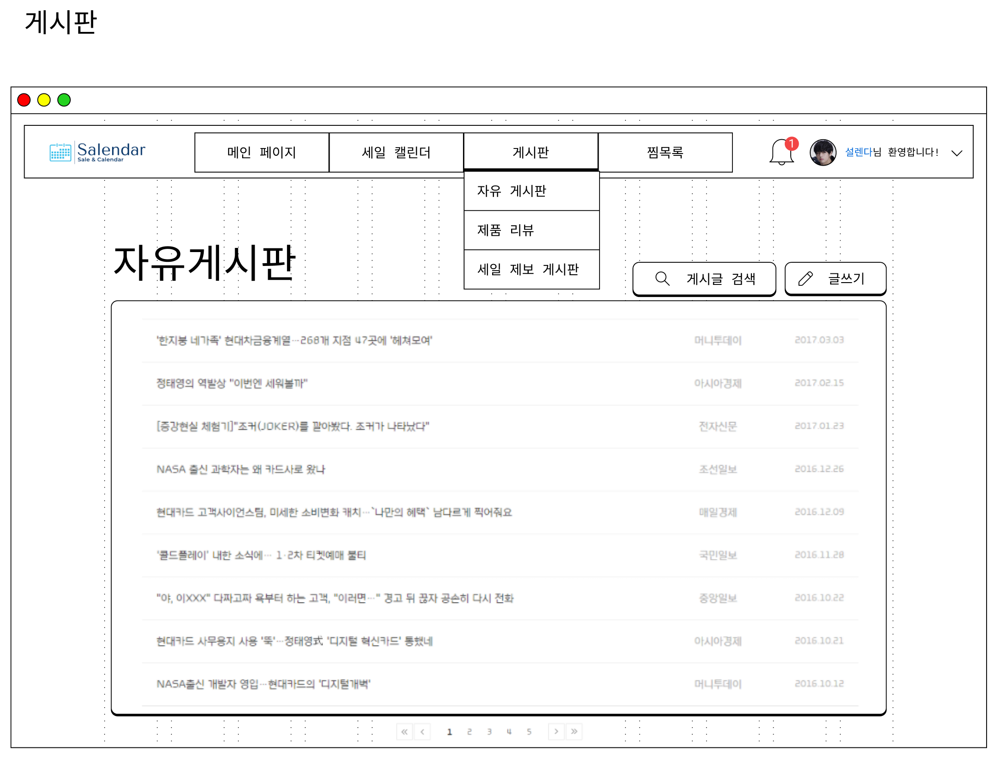 게시판
Salendar
Sale & Calendar
메인 페이지
세일 캘린더
게시판
찜목록
1
설렌다님 환영합니다!
자유 게시판
제품 리뷰
세일 제보 게시판
자유게시판
게시글 검색
글쓰기
'한지붕 네가족' 현대차금융계열…268개 지점 47곳에 '헤쳐모여' 머니투데이 2017.03.03
정태영의 역발상 "이번엔 세워볼까" 아시아경제 2017.02.15
[증강현실 체험기]"조커(JOKER)를 깔아봤다. 조커가 나타났다" 전자신문 2017.01.23
NASA 출신 과학자는 왜 카드사로 왔나 조선일보 2016.12.26
현대카드 고객사이언스팀, 미세한 소비변화 캐치…`나만의 혜택` 남다르게 찍어줘요 매일경제 2016.12.09
'콜드플레이' 내한 소식에… 1·2차 티켓예매 불티 국민일보 2016.11.28
"야, 이XXX" 다짜고짜 욕부터 하는 고객, "이러면…" 경고 뒤 끊자 공손히 다시 전화 중앙일보 2016.10.22
현대카드 사무용지 사용 '뚝'…정태영式 '디지털 혁신카드' 통했네 아시아경제 2016.10.21
NASA출신 개발자 영입…현대카드의 '디지털개벽' 머니투데이 2016.10.12
« ‹ 1 2 3 4 5 › »